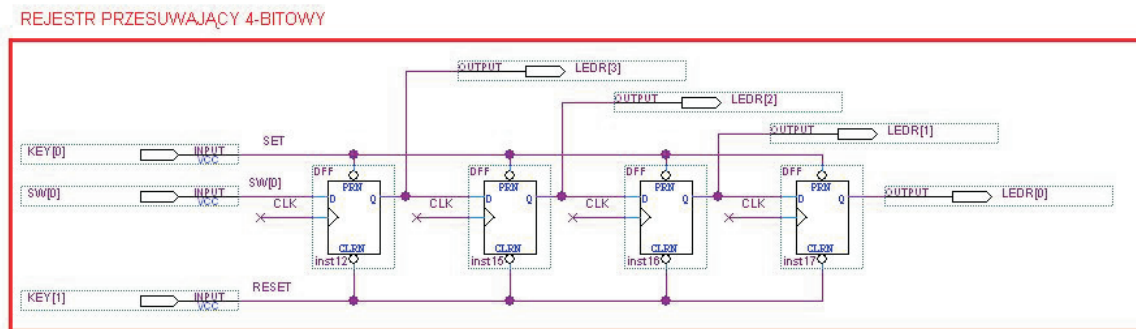 REJESTR PRZESUWAJĄCY 4-BITOWY
OUTPUT LEDR[3]
OUTPUT LEDR[2]
OUTPUT LEDR[1]
KEY[0] INPUT VCC SET
SW[0] INPUT VCC SW[0]
DFF PRN D Q CLRN inst12
CLK
DFF PRN D Q CLRN inst15
CLK
DFF PRN D Q CLRN inst16
CLK
DFF PRN D Q CLRN inst17
CLK
OUTPUT LEDR[0]
KEY[1] INPUT VCC RESET